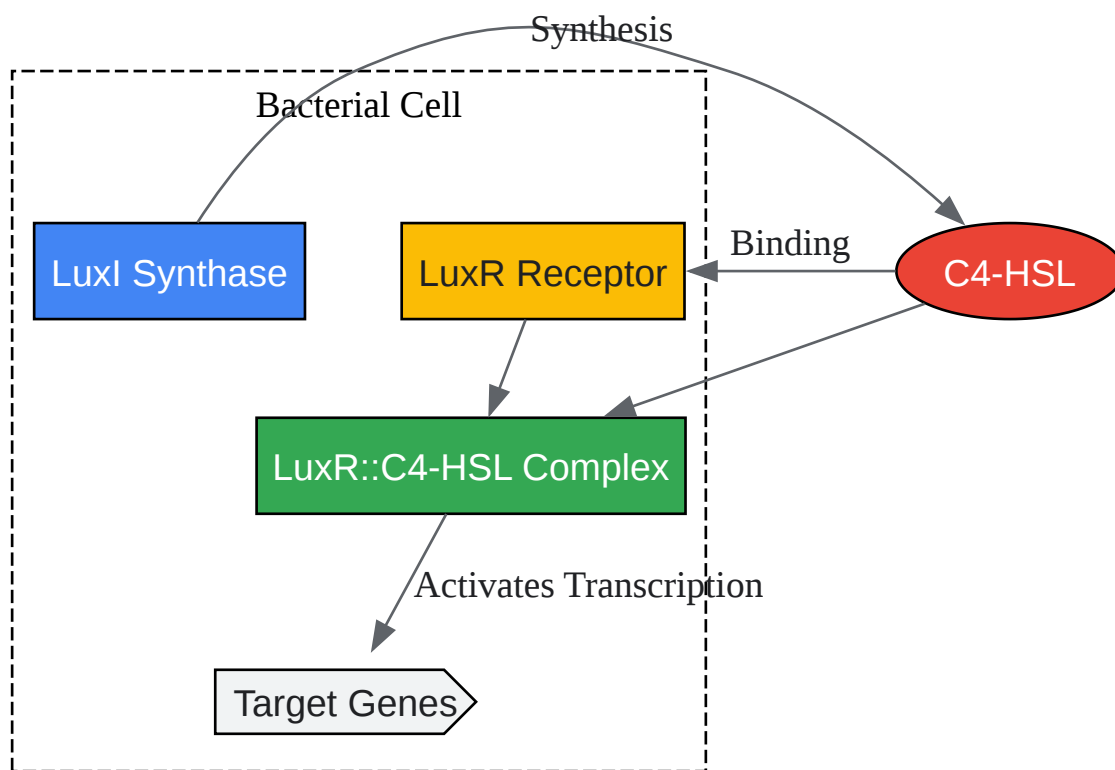 Synthesis
Bacterial Cell
Binding
LuxI Synthase
LuxR Receptor
C4-HSL
LuxR::C4-HSL Complex
Activates Transcription
Target Genes